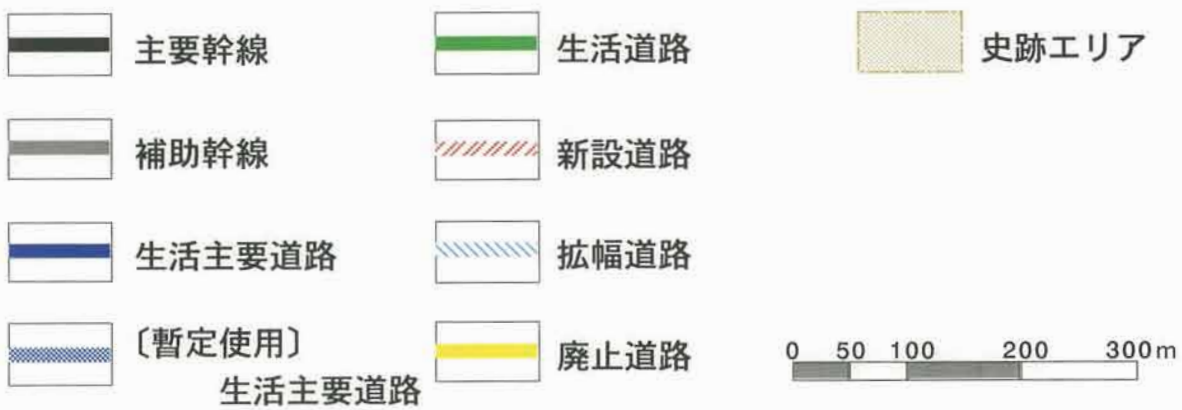 主要幹線
生活道路
史跡エリア
補助幹線
新設道路
生活主要道路
拡幅道路
〔暫定使用〕
生活主要道路
廃止道路
0 50 100 200 300m